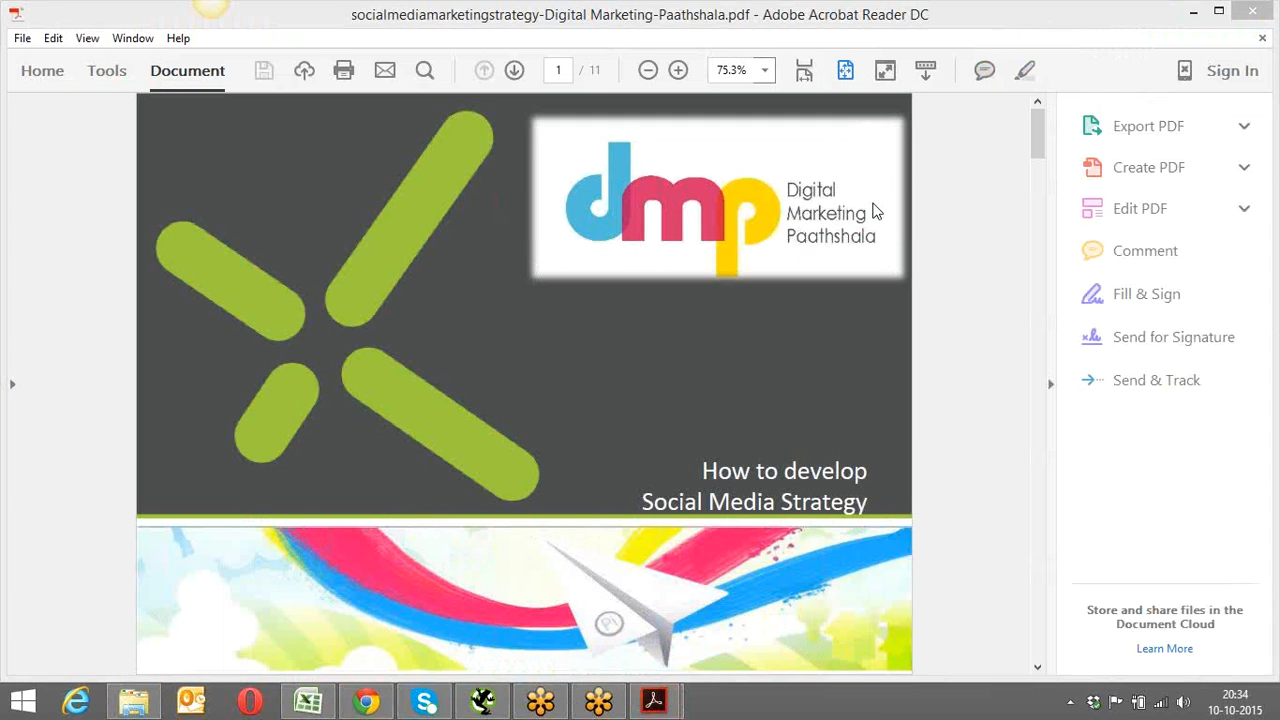 socialmediamarketingstrategy-Digital Marketing-Paathshala.pdf - Adobe Acrobat Reader DC
File Edit View Window Help
Home Tools Document 1 / 11 75.3% Sign In
dmp Digital
Marketing
Paathshala
How to develop
Social Media Strategy
Export PDF
Create PDF
Edit PDF
Comment
Fill & Sign
Send for Signature
Send & Track
Store and share files in the
Document Cloud
Learn More
20:34
10-10-2015